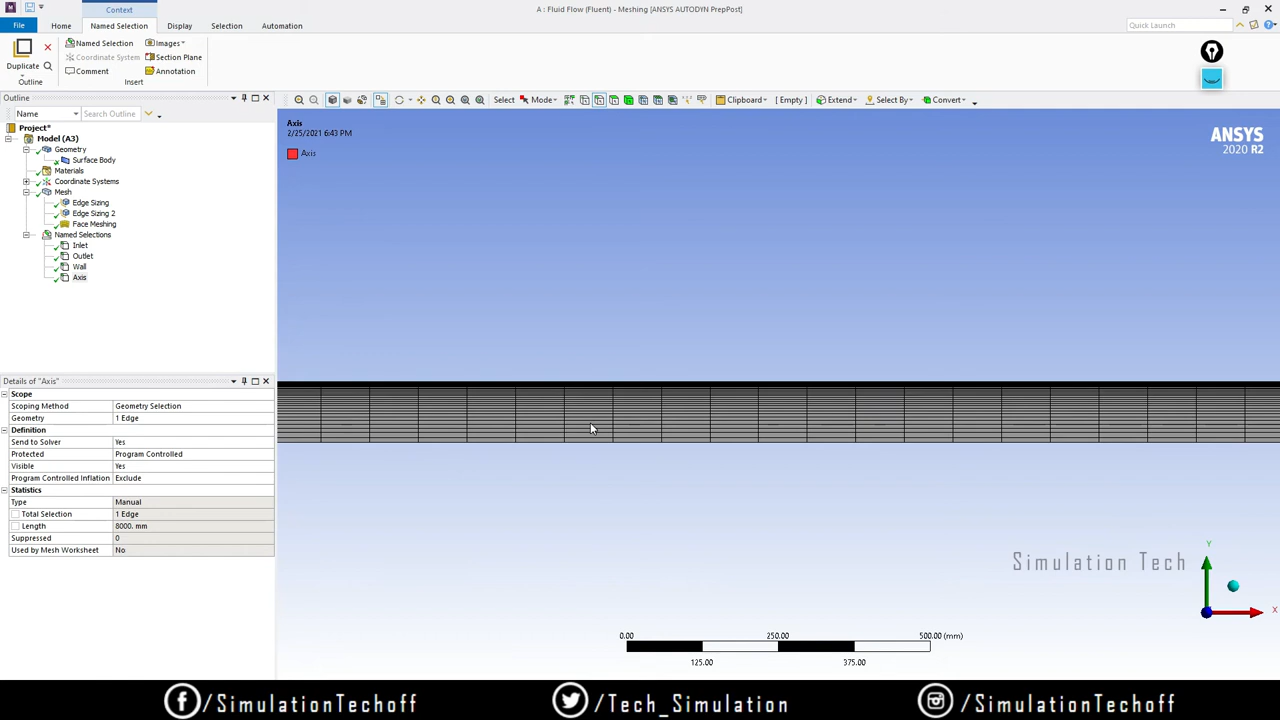 A : Fluid Flow (Fluent) - Meshing [ANSYS AUTODYN PrepPost]
Context
File
Home
Named Selection
Display
Selection
Automation
Quick Launch
Duplicate
Outline
Named Selection
Images
Coordinate System
Section Plane
Comment
Annotation
Insert
Outline
Name
Search Outline
Select
Mode
Clipboard
[ Empty ]
Extend
Select By
Convert
Project*
Model (A3)
Geometry
Surface Body
Materials
Coordinate Systems
Mesh
Edge Sizing
Edge Sizing 2
Face Meshing
Named Selections
Inlet
Outlet
Wall
Axis
Axis
2/25/2021 6:43 PM
Axis
ANSYS
2020 R2
Details of "Axis"
Scope
Scoping Method Geometry Selection
Geometry 1 Edge
Definition
Send to Solver Yes
Protected Program Controlled
Visible Yes
Program Controlled Inflation Exclude
Statistics
Type Manual
Total Selection 1 Edge
Length 8000. mm
Suppressed 0
Used by Mesh Worksheet No
Simulation Tech
Y
X
0.00 250.00 500.00 (mm)
125.00 375.00
/SimulationTechoff /Tech_Simulation /SimulationTechoff